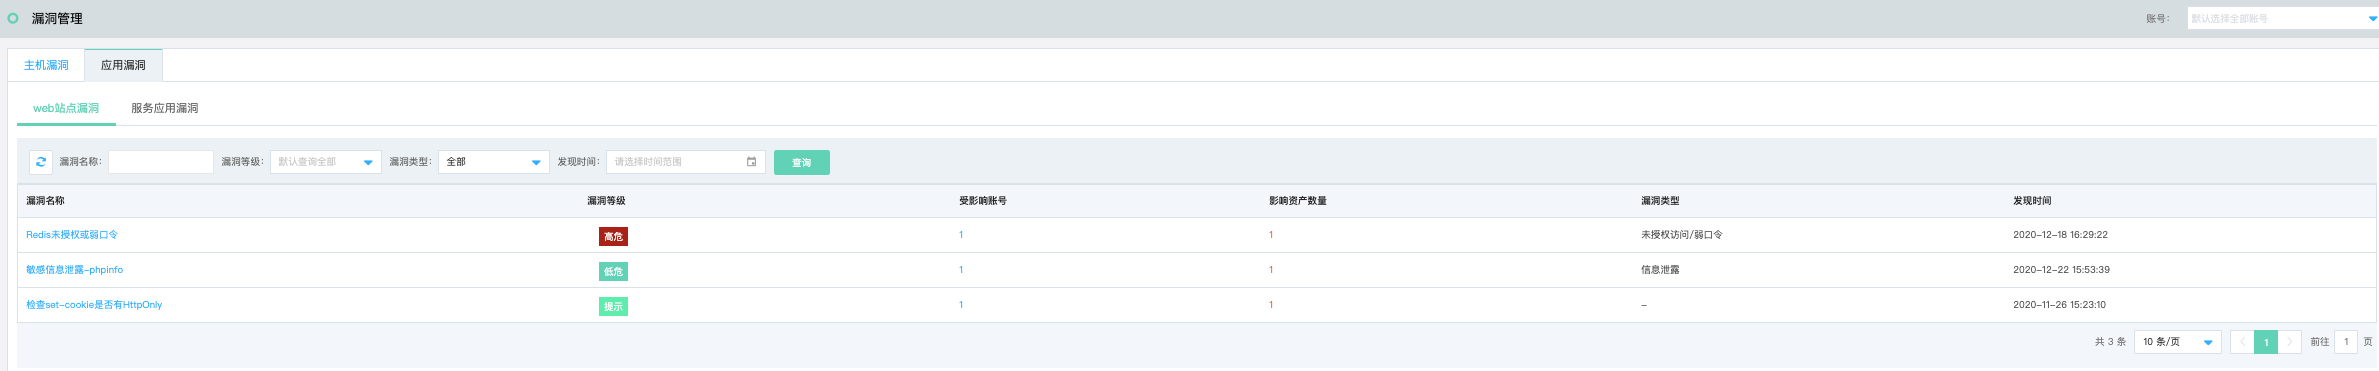 漏洞管理 账号： 默认选择全部账号
主机漏洞 应用漏洞
web站点漏洞 服务应用漏洞
漏洞名称： 漏洞等级： 默认查询全部 漏洞类型： 全部 发现时间： 请选择时间范围 查询
漏洞名称 漏洞等级 受影响账号 影响资产数量 漏洞类型 发现时间
Redis未授权或弱口令 高危 1 1 未授权访问/弱口令 2020-12-18 16:29:22
敏感信息泄露-phpinfo 低危 1 1 信息泄露 2020-12-22 15:53:39
检查set-cookie是否有HttpOnly 提示 1 1 - 2020-11-26 15:23:10
共 3 条 10 条/页 1 前往 1 页